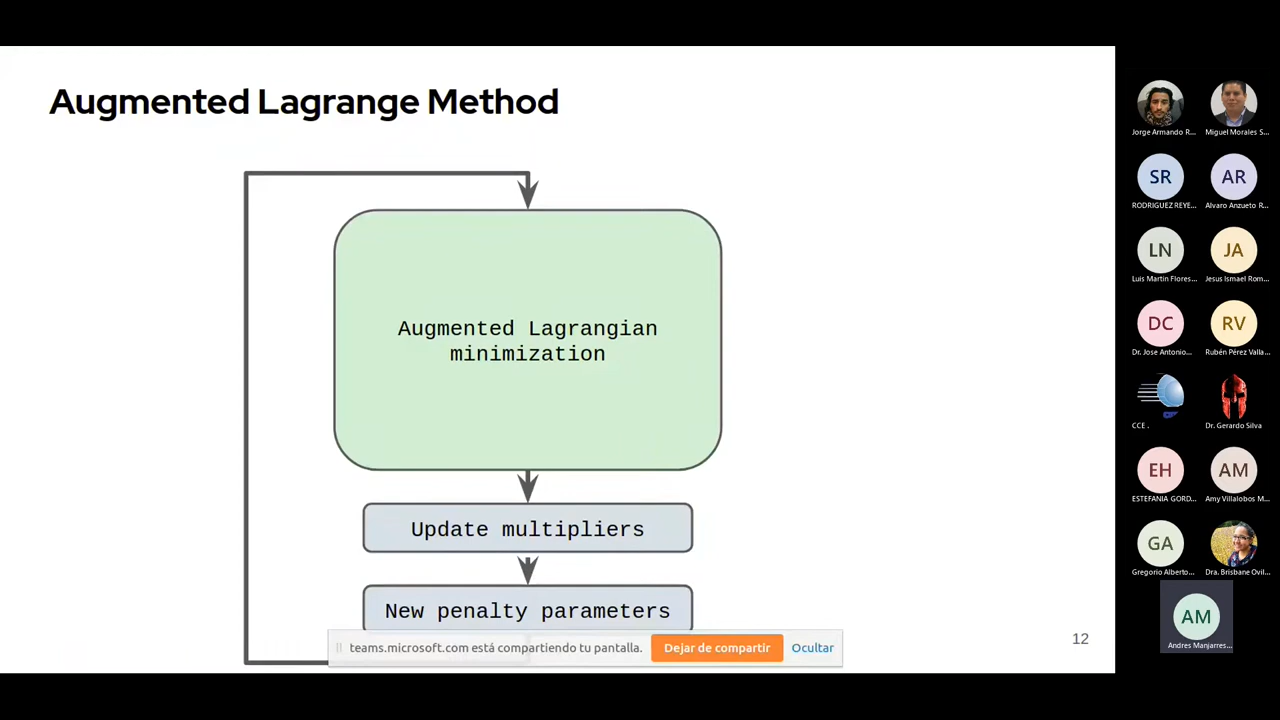 Augmented Lagrange Method
Augmented Lagrangian
minimization
Update multipliers
New penalty parameters
teams.microsoft.com está compartiendo tu pantalla.
Dejar de compartir
Ocultar
12
Jorge Armando R...
Miguel Morales S...
SR
AR
RODRIGUEZ REYE...
Alvaro Anzueto R...
LN
JA
Luis Martin Flores...
Jesus Ismael Rom...
DC
RV
Dr. Jose Antonio...
Rubén Pérez Valla...
CCE .
Dr. Gerardo Silva
EH
AM
ESTEFANIA GORD...
Amy Villalobos M...
GA
Gregorio Alberto...
Dra. Brisbane Ovil...
AM
Andres Manjarres...